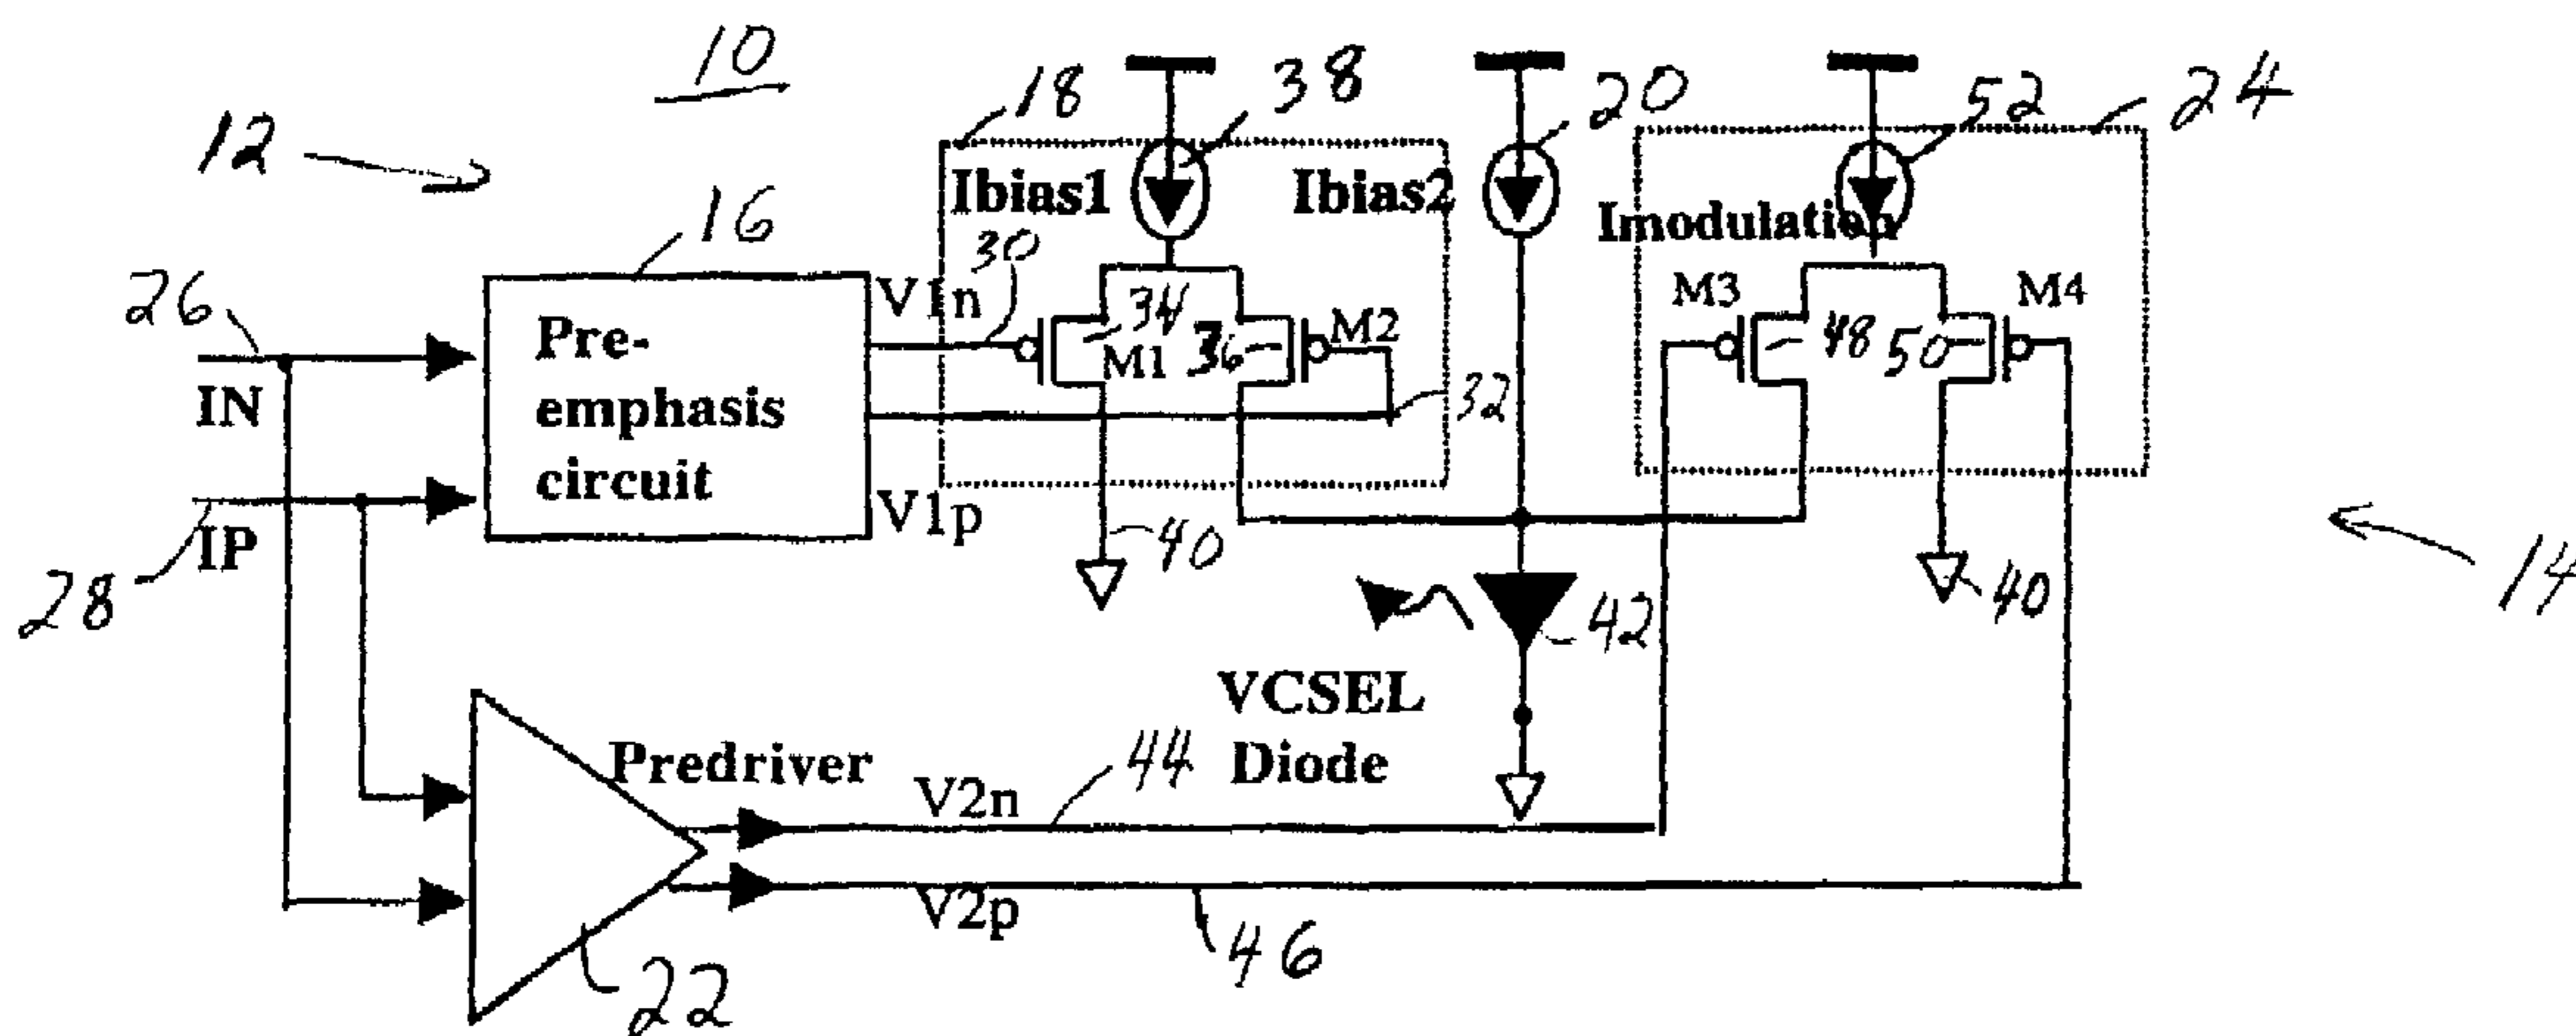 10
12
18
38
20
52
24
16
Ibias1
Ibias2
Imodulation
26
V1n
30
34
M1
36
M2
M3
48
50
M4
Pre-
emphasis
circuit
IN
32
IP
28
V1p
40
40
14
42
VCSEL
Diode
Predriver
V2n
44
V2p
46
22